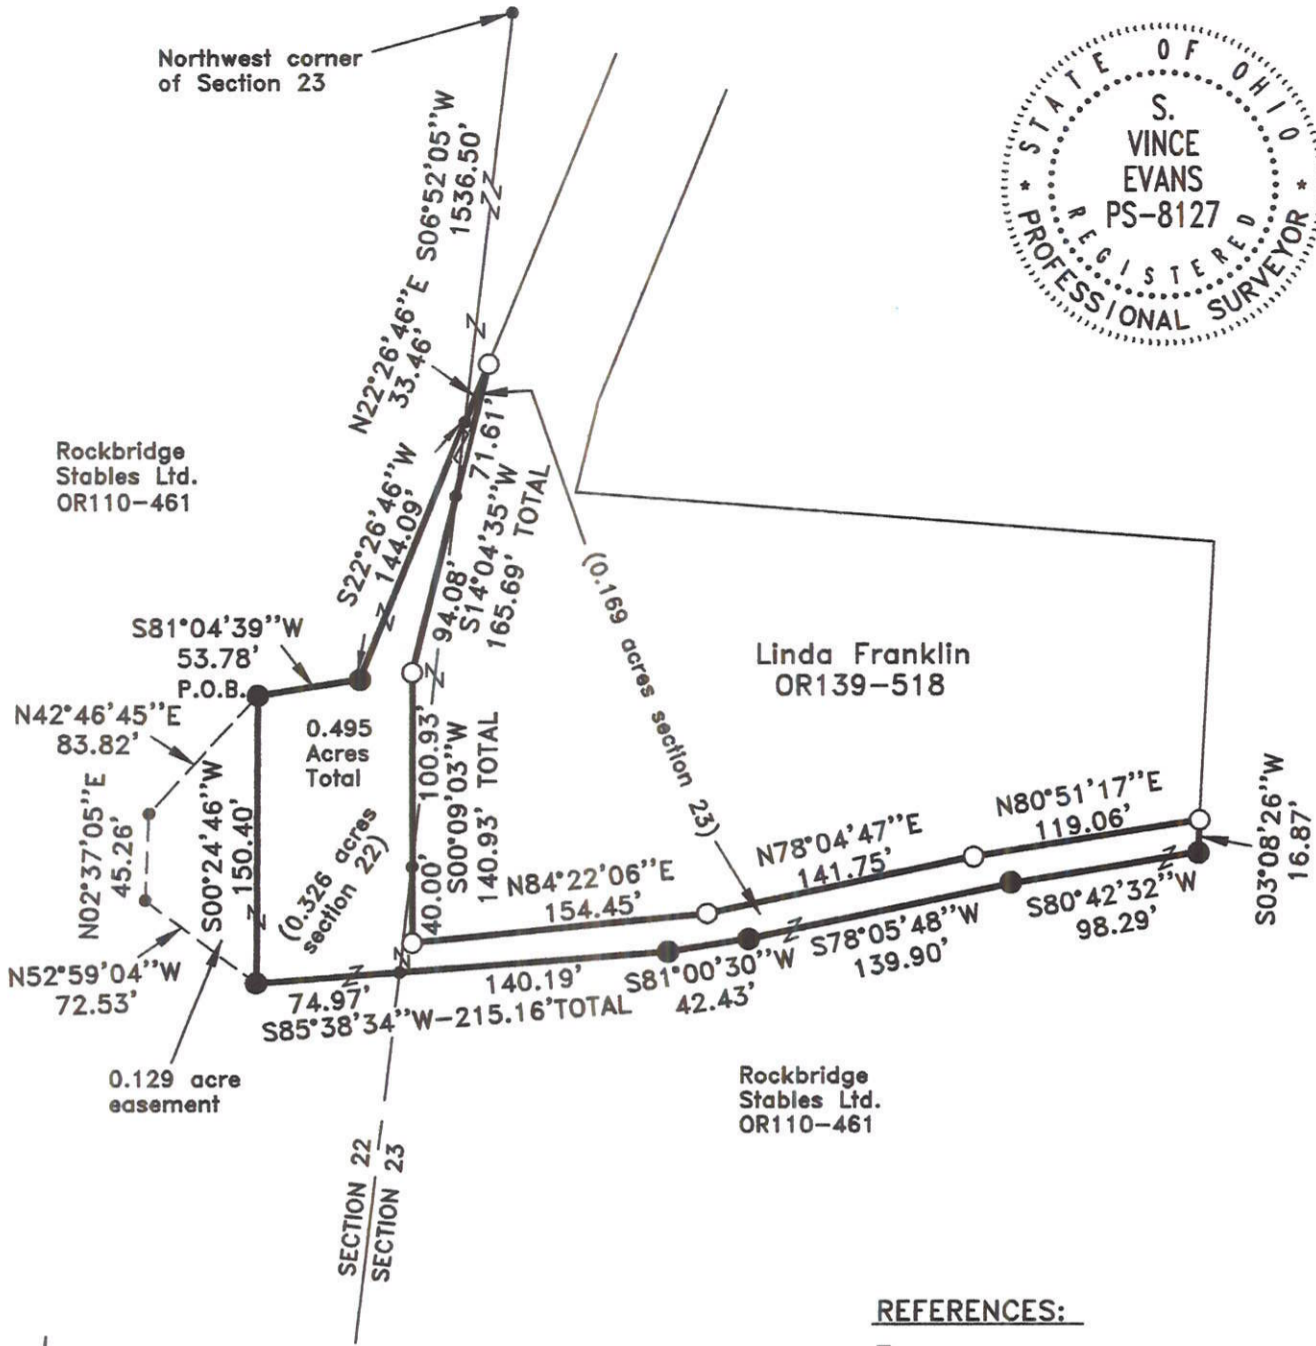 Northwest corner
of Section 23
STATE OF OHIO
S.
VINCE
EVANS
PS-8127
REGISTERED
* PROFESSIONAL SURVEYOR *
S06°52'05"W
1536.50'
N22°26'46"E
33.46'
Rockbridge
Stables Ltd.
OR110-461
S22°26'46"W
144.09'
71.61'
S14°04'35"W
165.69' TOTAL
94.08'
(0.169 acres section 23)
S81°04'39"W
53.78'
P.O.B.
Linda Franklin
OR139-518
N42°46'45"E
83.82'
0.495
Acres
Total
N02°37'05"E
45.26'
S00°24'46"W
150.40'
(0.326 acres
section 22)
100.93'
S00°09'03"W
140.93' TOTAL
40.00'
N84°22'06"E
154.45'
N78°04'47"E
141.75'
N80°51'17"E
119.06'
S03°08'26"W
16.87'
N52°59'04"W
72.53'
74.97'
140.19'
S85°38'34"W-215.16'TOTAL
S81°00'30"W
42.43'
S78°05'48"W
139.90'
S80°42'32"W
98.29'
0.129 acre
easement
Rockbridge
Stables Ltd.
OR110-461
SECTION 22
SECTION 23
REFERENCES: